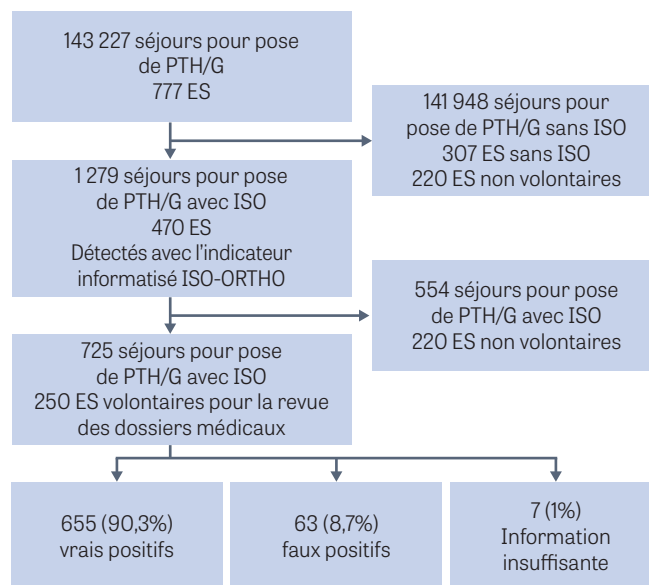 143 227 séjours pour pose
de PTH/G
777 ES
141 948 séjours pour
pose de PTH/G sans ISO
307 ES sans ISO
220 ES non volontaires
1 279 séjours pour pose
de PTH/G avec ISO
470 ES
Détectés avec l'indicateur
informatisé ISO-ORTHO
554 séjours pour pose
de PTH/G avec ISO
220 ES non volontaires
725 séjours pour pose
de PTH/G avec ISO
250 ES volontaires pour la revue
des dossiers médicaux
655 (90,3%)
vrais positifs
63 (8,7%)
faux positifs
7 (1%)
Information
insuffisante